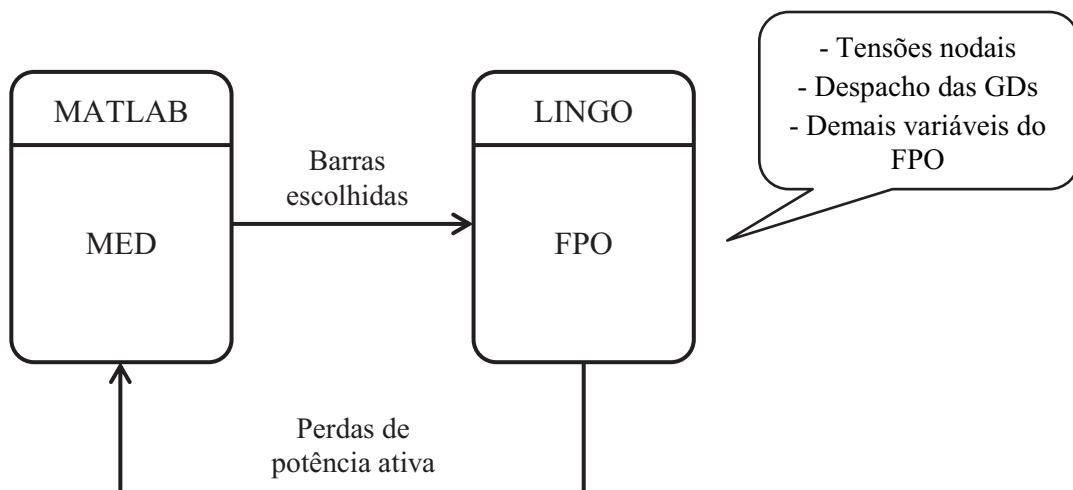 MATLAB
MED
Barras
escolhidas
LINGO
FPO
- Tensões nodais
- Despacho das GDs
- Demais variáveis do
FPO
Perdas de
potência ativa